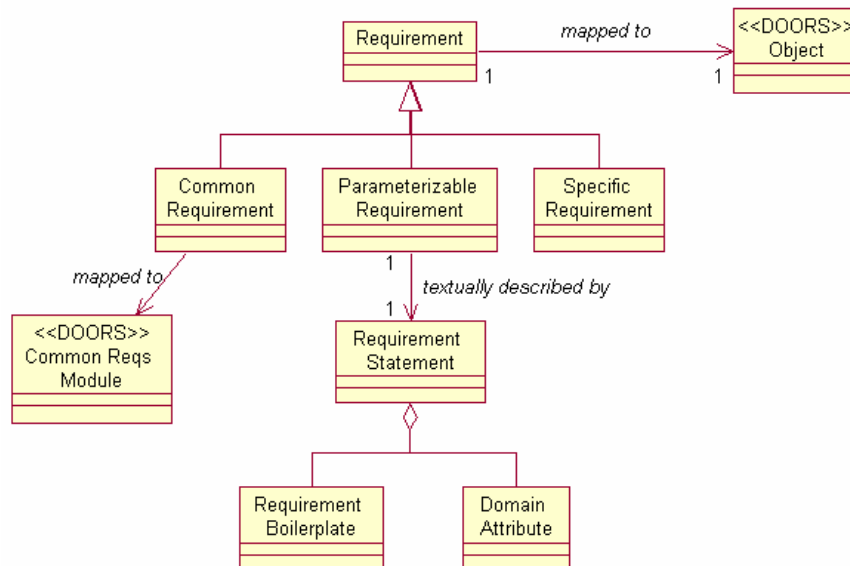 Requirement
mapped to
<<DOORS>>
Object
1
1
Common
Requirement
Parameterizable
Requirement
Specific
Requirement
mapped to
1
textually described by
1
<<DOORS>>
Common Reqs
Module
Requirement
Statement
Requirement
Boilerplate
Domain
Attribute